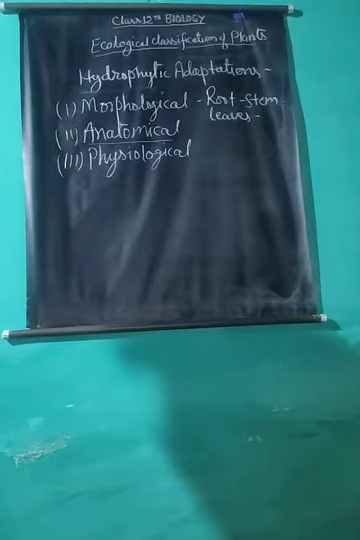 Class 12TH BIOLOGY
Ecological classification of Plants
Hydrophytic Adaptations -
(i) Morphological - Root - Stem -
leaves -
(ii) Anatomical
(iii) Physiological